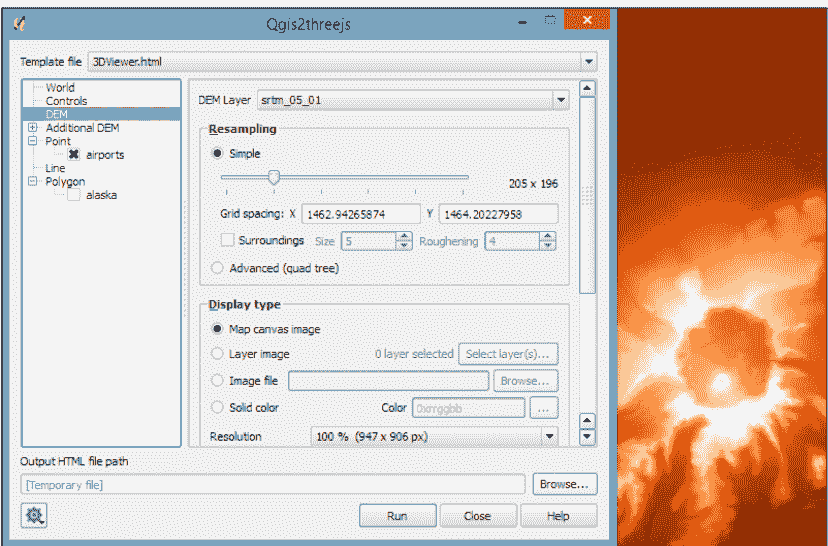 Qgis2threejs
Template file 3DViewer.html
World
Controls
DEM
Additional DEM
Point
airports
Line
Polygon
alaska
DEM Layer srtm_05_01
Resampling
Simple
205 x 196
Grid spacing: X 1462.94265874 Y 1464.20227958
Surroundings Size 5 Roughening 4
Advanced (quad tree)
Display type
Map canvas image
Layer image 0 layer selected Select layer(s)...
Image file Browse...
Solid color Color 0xrrggbb ...
Resolution 100 % (947 x 906 px)
Output HTML file path
[Temporary file] Browse...
Run Close Help